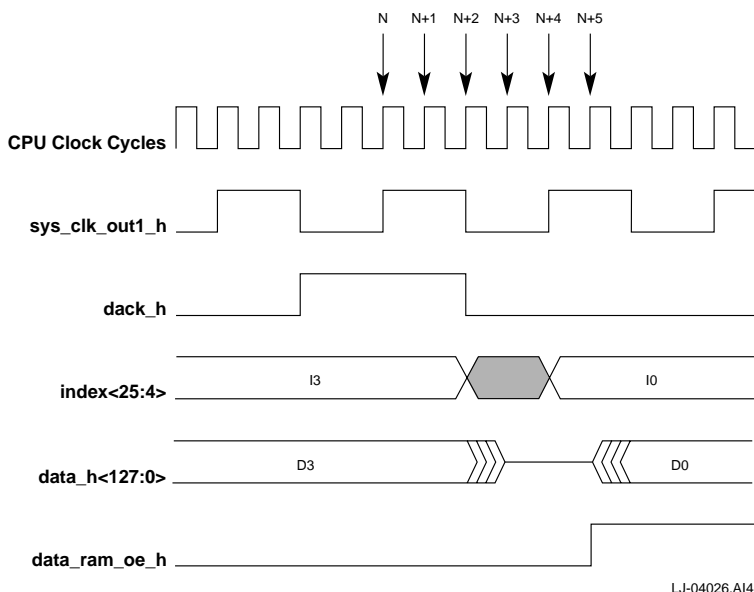 N N+1 N+2 N+3 N+4 N+5
CPU Clock Cycles
sys_clk_out1_h
dack_h
index<25:4>
I3
I0
data_h<127:0>
D3
D0
data_ram_oe_h
LJ-04026.AI4